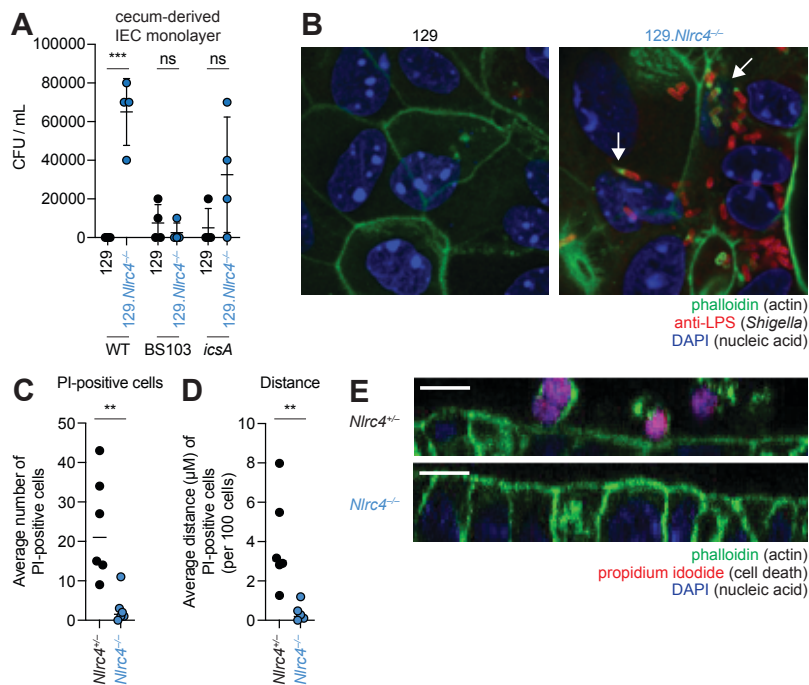 A
cecum-derived
IEC monolayer
*** ns ns
CFU / mL
100000
80000
60000
40000
20000
0
129
129.Nlrc4–/–
129
129.Nlrc4–/–
129
129.Nlrc4–/–
WT BS103 icsA
B
129 129.Nlrc4–/–
phalloidin (actin)
anti-LPS (Shigella)
DAPI (nucleic acid)
C
PI-positive cells
**
Average number of
PI-positive cells
50
40
30
20
10
0
Nlrc4+/–
Nlrc4–/–
D
Distance
**
Average distance (µM) of
PI-positive cells
(per 100 cells)
10
8
6
4
2
0
Nlrc4+/–
Nlrc4–/–
E
Nlrc4+/–
Nlrc4–/–
phalloidin (actin)
propidium idodide (cell death)
DAPI (nucleic acid)